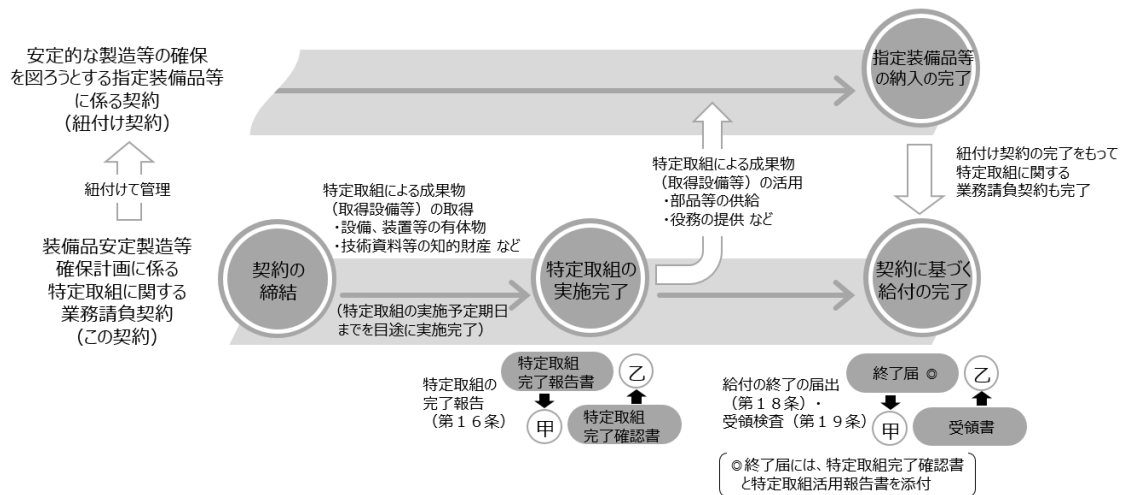 安定的な製造等の確保
を図ろうとする指定装備品等
に係る契約
（紐付け契約）
指定装備品等
の納入の完了
紐付けて管理
特定取組による成果物
（取得設備等）の取得
・設備、装置等の有体物
・技術資料等の知的財産 など
特定取組による成果物
（取得設備等）の活用
・部品等の供給
・役務の提供 など
紐付け契約の完了をもって
特定取組に関する
業務請負契約も完了
装備品安定製造等
確保計画に係る
特定取組に関する
業務請負契約
（この契約）
契約の
締結
（特定取組の実施予定期日
までを目途に実施完了）
特定取組の
実施完了
契約に基づく
給付の完了
特定取組の
完了報告
（第１６条）
特定取組
完了報告書
甲
乙
特定取組
完了確認書
給付の終了の届出
（第１８条）・
受領検査（第１９条）
終了届 ◎
甲
乙
受領書
◎終了届には、特定取組完了確認書
と特定取組活用報告書を添付